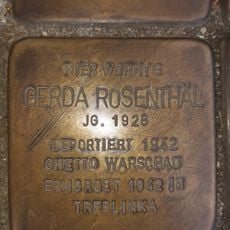 HIER WOHNTE
GERDA ROSENTHAL
JG. 1928
DEPORTIERT 1942
GHETTO WARSCHAU
ERMORDET 1942 IN
TREBLINKA